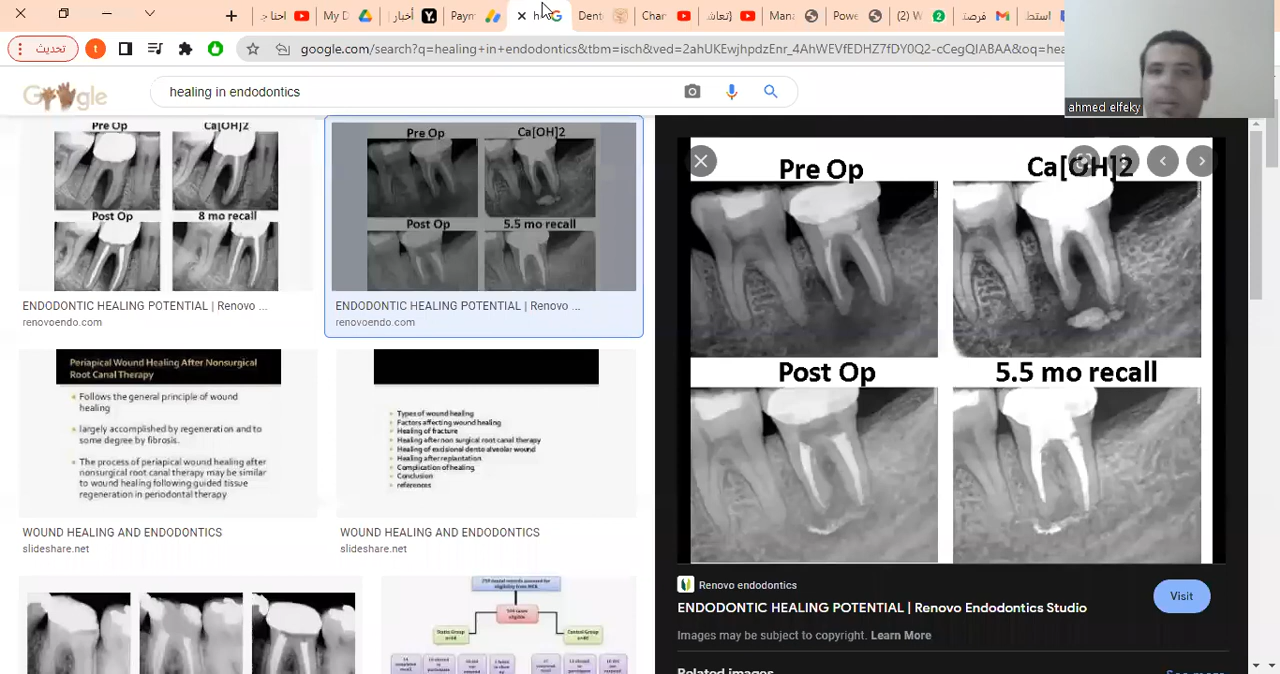 احنا
My D
أخبار
Paym
h
Dent
Char
Mana
Powe
(2) W
فرصتك
تحديث
t
google.com/search?q=healing+in+endodontics&tbm=isch&ved=2ahUKEwjhpdzEnr_4AhWEVfEDHZ7fDY0Q2-cCegQIABAA&oq=hea
ahmed elfeky
Google
healing in endodontics
Pre Op
Ca[OH]2
Post Op
8 mo recall
ENDODONTIC HEALING POTENTIAL | Renovo ...
renovoendo.com
Pre Op
Ca[OH]2
Post Op
5.5 mo recall
ENDODONTIC HEALING POTENTIAL | Renovo ...
renovoendo.com
Periapical Wound Healing After Nonsurgical
Root Canal Therapy
Follows the general principle of wound
healing
largely accomplished by regeneration and to
some degree by fibrosis.
The process of periapical wound healing after
nonsurgical root canal therapy may be similar
to wound healing following guided tissue
regeneration in periodontal therapy
WOUND HEALING AND ENDODONTICS
slideshare.net
Types of wound healing
Factors affecting wound healing
Healing of fracture
Healing after non surgical root canal therapy
Healing of excisional dento alveolar wound
Healing after replantation
Complication of healing
Conclusion
references
WOUND HEALING AND ENDODONTICS
slideshare.net
Pre Op
Ca[OH]2
Post Op
5.5 mo recall
Renovo endodontics
ENDODONTIC HEALING POTENTIAL | Renovo Endodontics Studio
Visit
Images may be subject to copyright. Learn More
Related images
See more